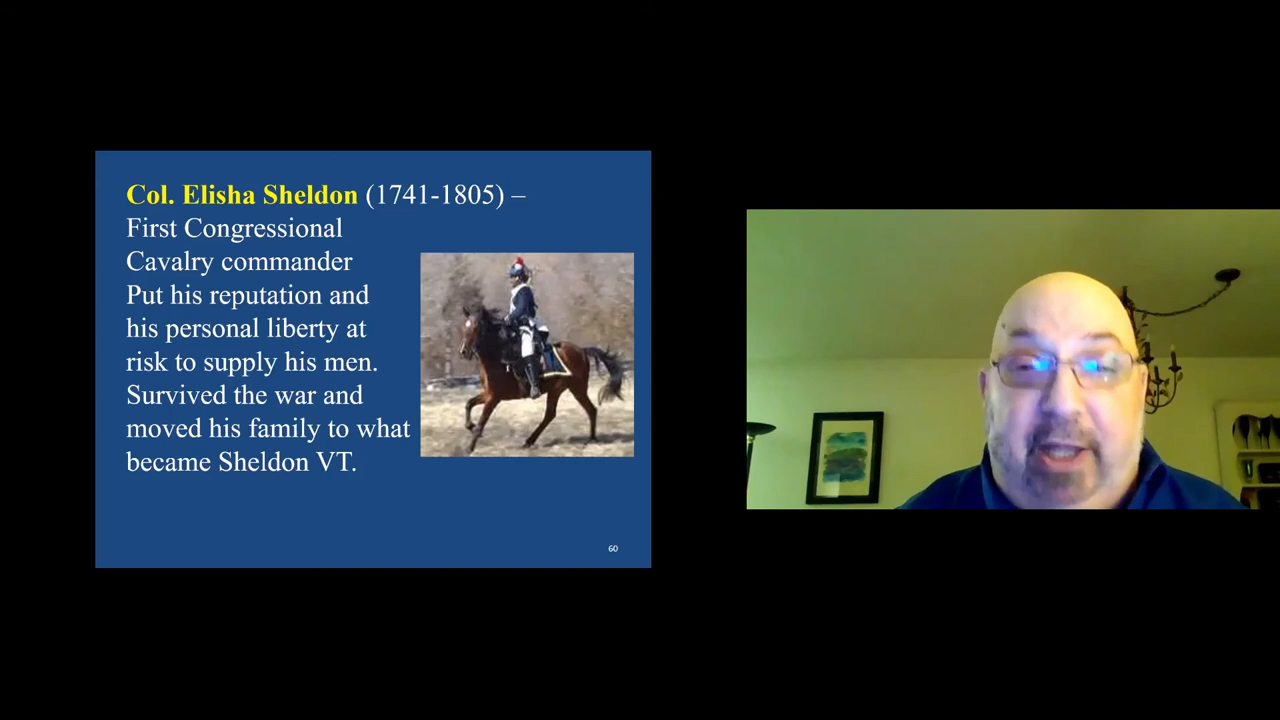 Col. Elisha Sheldon (1741-1805) –
First Congressional
Cavalry commander
Put his reputation and
his personal liberty at
risk to supply his men.
Survived the war and
moved his family to what
became Sheldon VT.
60